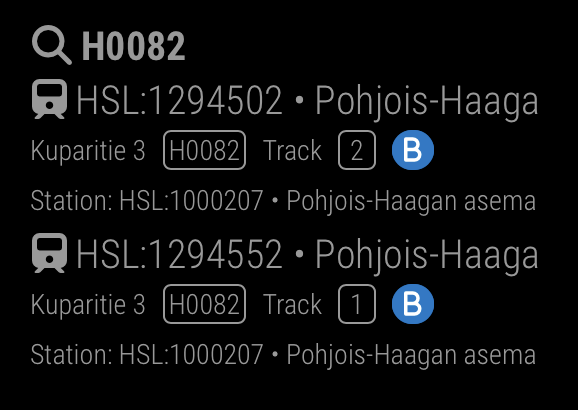 H0082
HSL:1294502 • Pohjois-Haaga
Kuparitie 3 H0082 Track 2 B
Station: HSL:1000207 • Pohjois-Haagan asema
HSL:1294552 • Pohjois-Haaga
Kuparitie 3 H0082 Track 1 B
Station: HSL:1000207 • Pohjois-Haagan asema